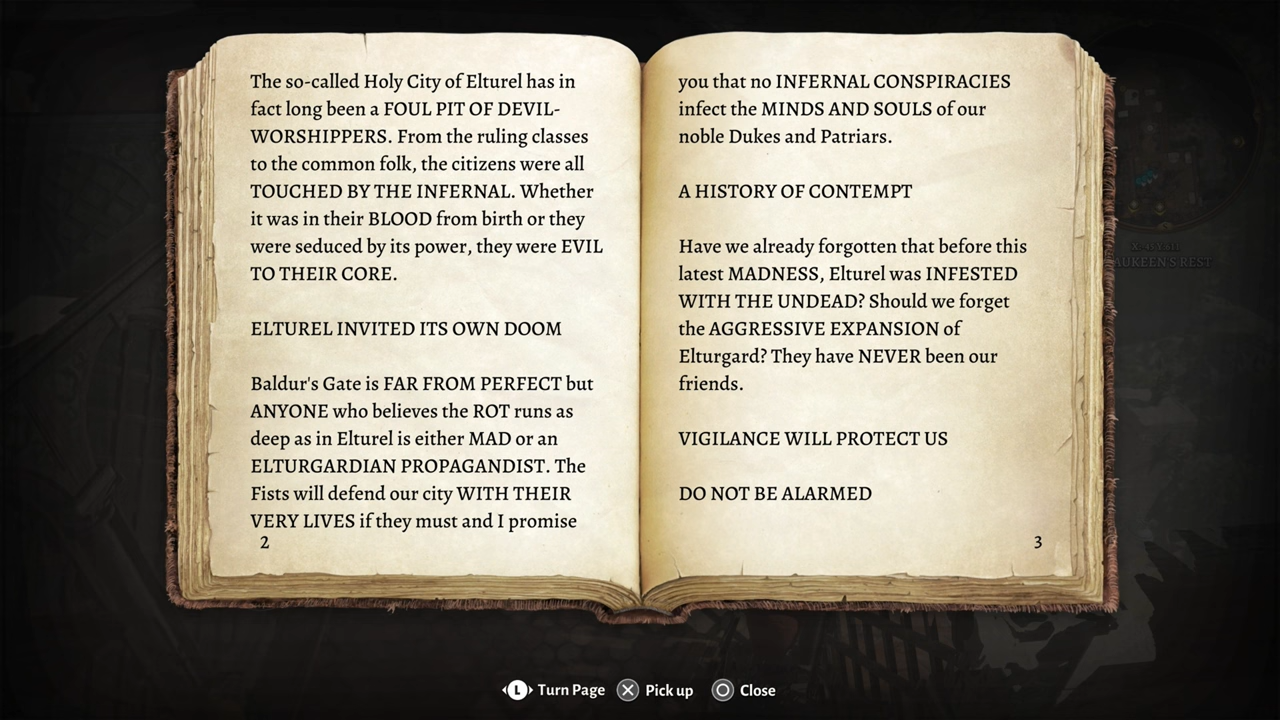 The so-called Holy City of Elturel has in
fact long been a FOUL PIT OF DEVIL-
WORSHIPPERS. From the ruling classes
to the common folk, the citizens were all
TOUCHED BY THE INFERNAL. Whether
it was in their BLOOD from birth or they
were seduced by its power, they were EVIL
TO THEIR CORE.
ELTUREL INVITED ITS OWN DOOM
Baldur's Gate is FAR FROM PERFECT but
ANYONE who believes the ROT runs as
deep as in Elturel is either MAD or an
ELTURGARDIAN PROPAGANDIST. The
Fists will defend our city WITH THEIR
VERY LIVES if they must and I promise
2
you that no INFERNAL CONSPIRACIES
infect the MINDS AND SOULS of our
noble Dukes and Patriars.
A HISTORY OF CONTEMPT
Have we already forgotten that before this
latest MADNESS, Elturel was INFESTED
WITH THE UNDEAD? Should we forget
the AGGRESSIVE EXPANSION of
Elturgard? They have NEVER been our
friends.
VIGILANCE WILL PROTECT US
DO NOT BE ALARMED
3
AUKEEN'S REST
L Turn Page Pick up Close